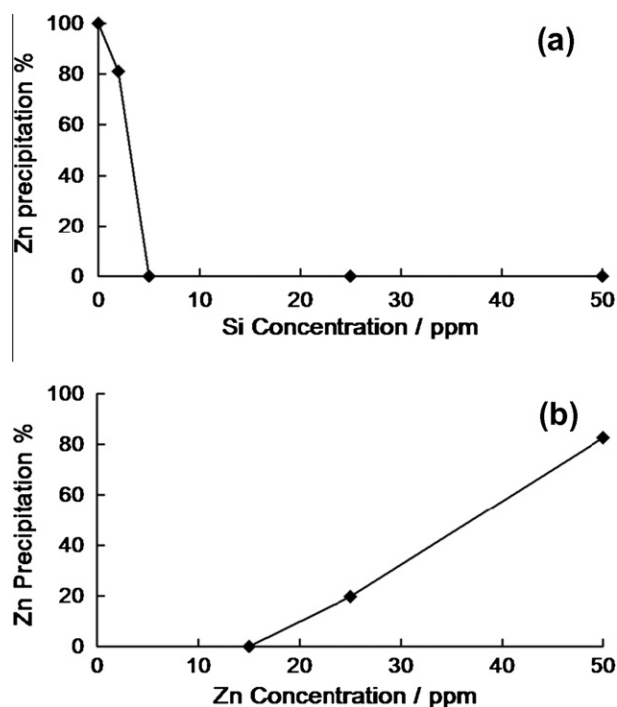 (a)
Zn precipitation %
100
80
60
40
20
0
0 10 20 30 40 50
Si Concentration / ppm
(b)
Zn Precipitation %
100
80
60
40
20
0
0 10 20 30 40 50
Zn Concentration / ppm